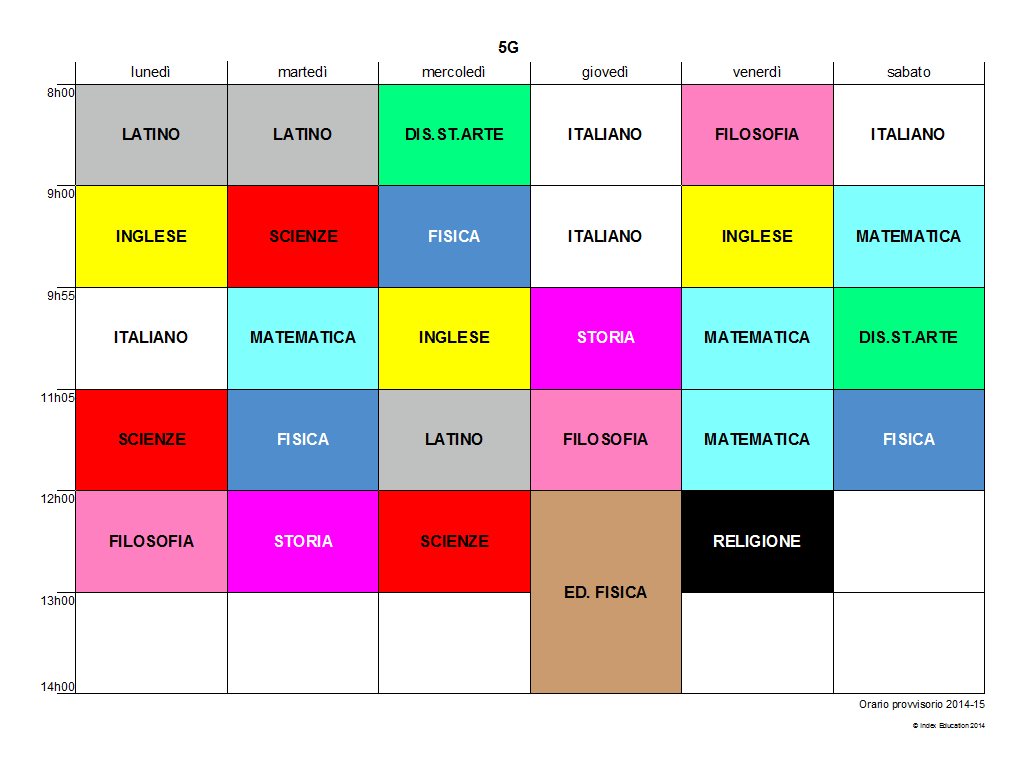 5G
lunedì martedì mercoledì giovedì venerdì sabato
8h00
LATINO LATINO DIS.ST.ARTE ITALIANO FILOSOFIA ITALIANO
9h00
INGLESE SCIENZE FISICA ITALIANO INGLESE MATEMATICA
9h55
ITALIANO MATEMATICA INGLESE STORIA MATEMATICA DIS.ST.ARTE
11h05
SCIENZE FISICA LATINO FILOSOFIA MATEMATICA FISICA
12h00
FILOSOFIA STORIA SCIENZE RELIGIONE
ED. FISICA
13h00
14h00
Orario provvisorio 2014-15
© Index Education 2014